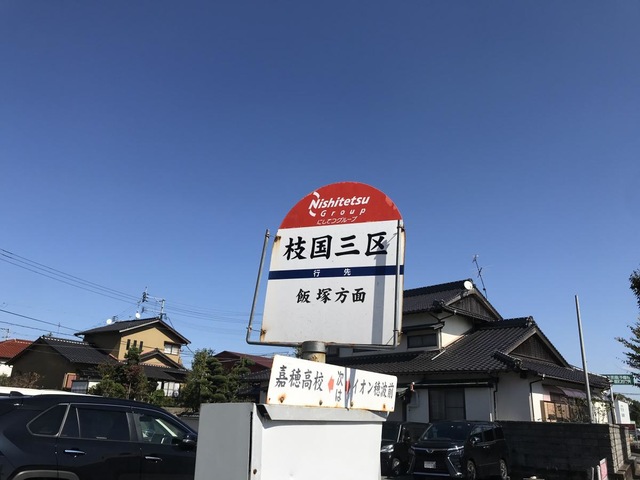 Nishitetsu
Group
にしてつグループ
枝国三区
行先
飯塚方面
嘉穂高校 次は イオン穂波前